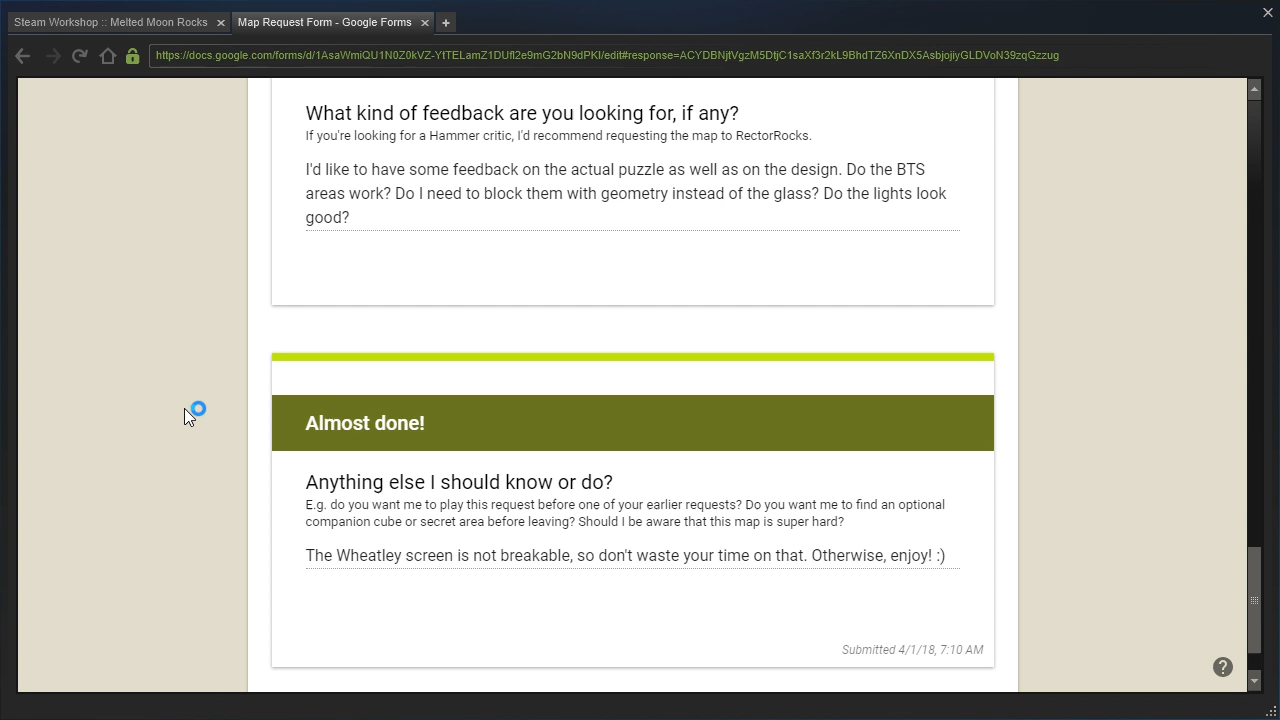 Steam Workshop :: Melted Moon Rocks
Map Request Form - Google Forms
https://docs.google.com/forms/d/1AsaWmiQU1N0Z0kVZ-YtTELamZ1DUfl2e9mG2bN9dPKI/edit#response=ACYDBNjtVgzM5DtjC1saXf3r2kL9BhdTZ6XnDX5AsbjojiyGLDVoN39zqGzzug
What kind of feedback are you looking for, if any?
If you're looking for a Hammer critic, I'd recommend requesting the map to RectorRocks.
I'd like to have some feedback on the actual puzzle as well as on the design. Do the BTS
areas work? Do I need to block them with geometry instead of the glass? Do the lights look
good?
Almost done!
Anything else I should know or do?
E.g. do you want me to play this request before one of your earlier requests? Do you want me to find an optional
companion cube or secret area before leaving? Should I be aware that this map is super hard?
The Wheatley screen is not breakable, so don't waste your time on that. Otherwise, enjoy! :)
Submitted 4/1/18, 7:10 AM